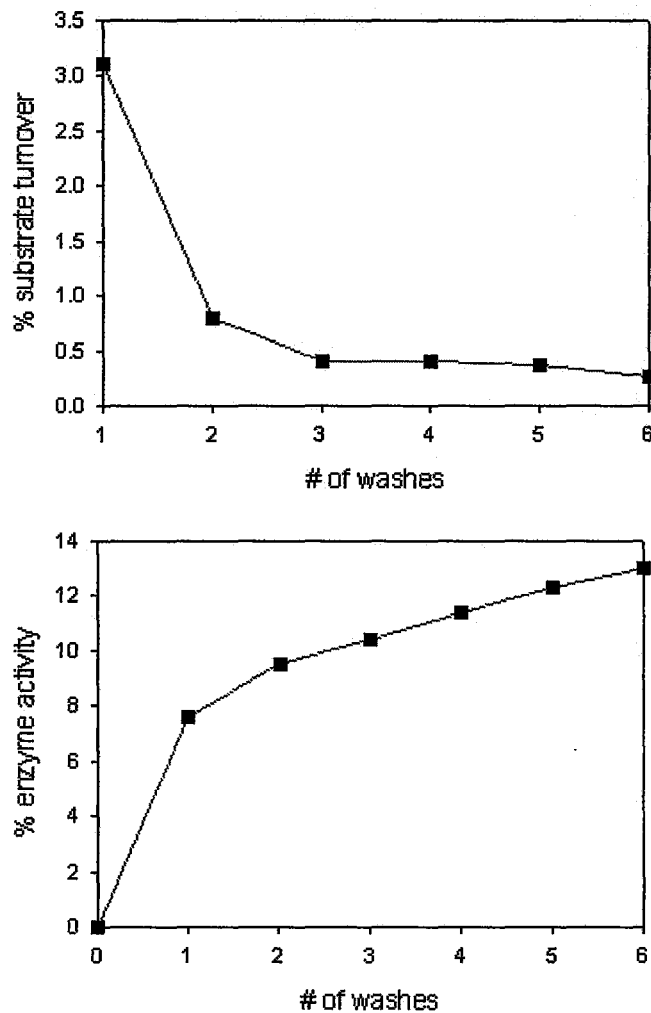 3.5
3.0
2.5
2.0
1.5
1.0
0.5
0.0
% substrate turnover
1 2 3 4 5 6
# of washes
14
12
10
8
6
4
2
0
% enzyme activity
0 1 2 3 4 5 6
# of washes